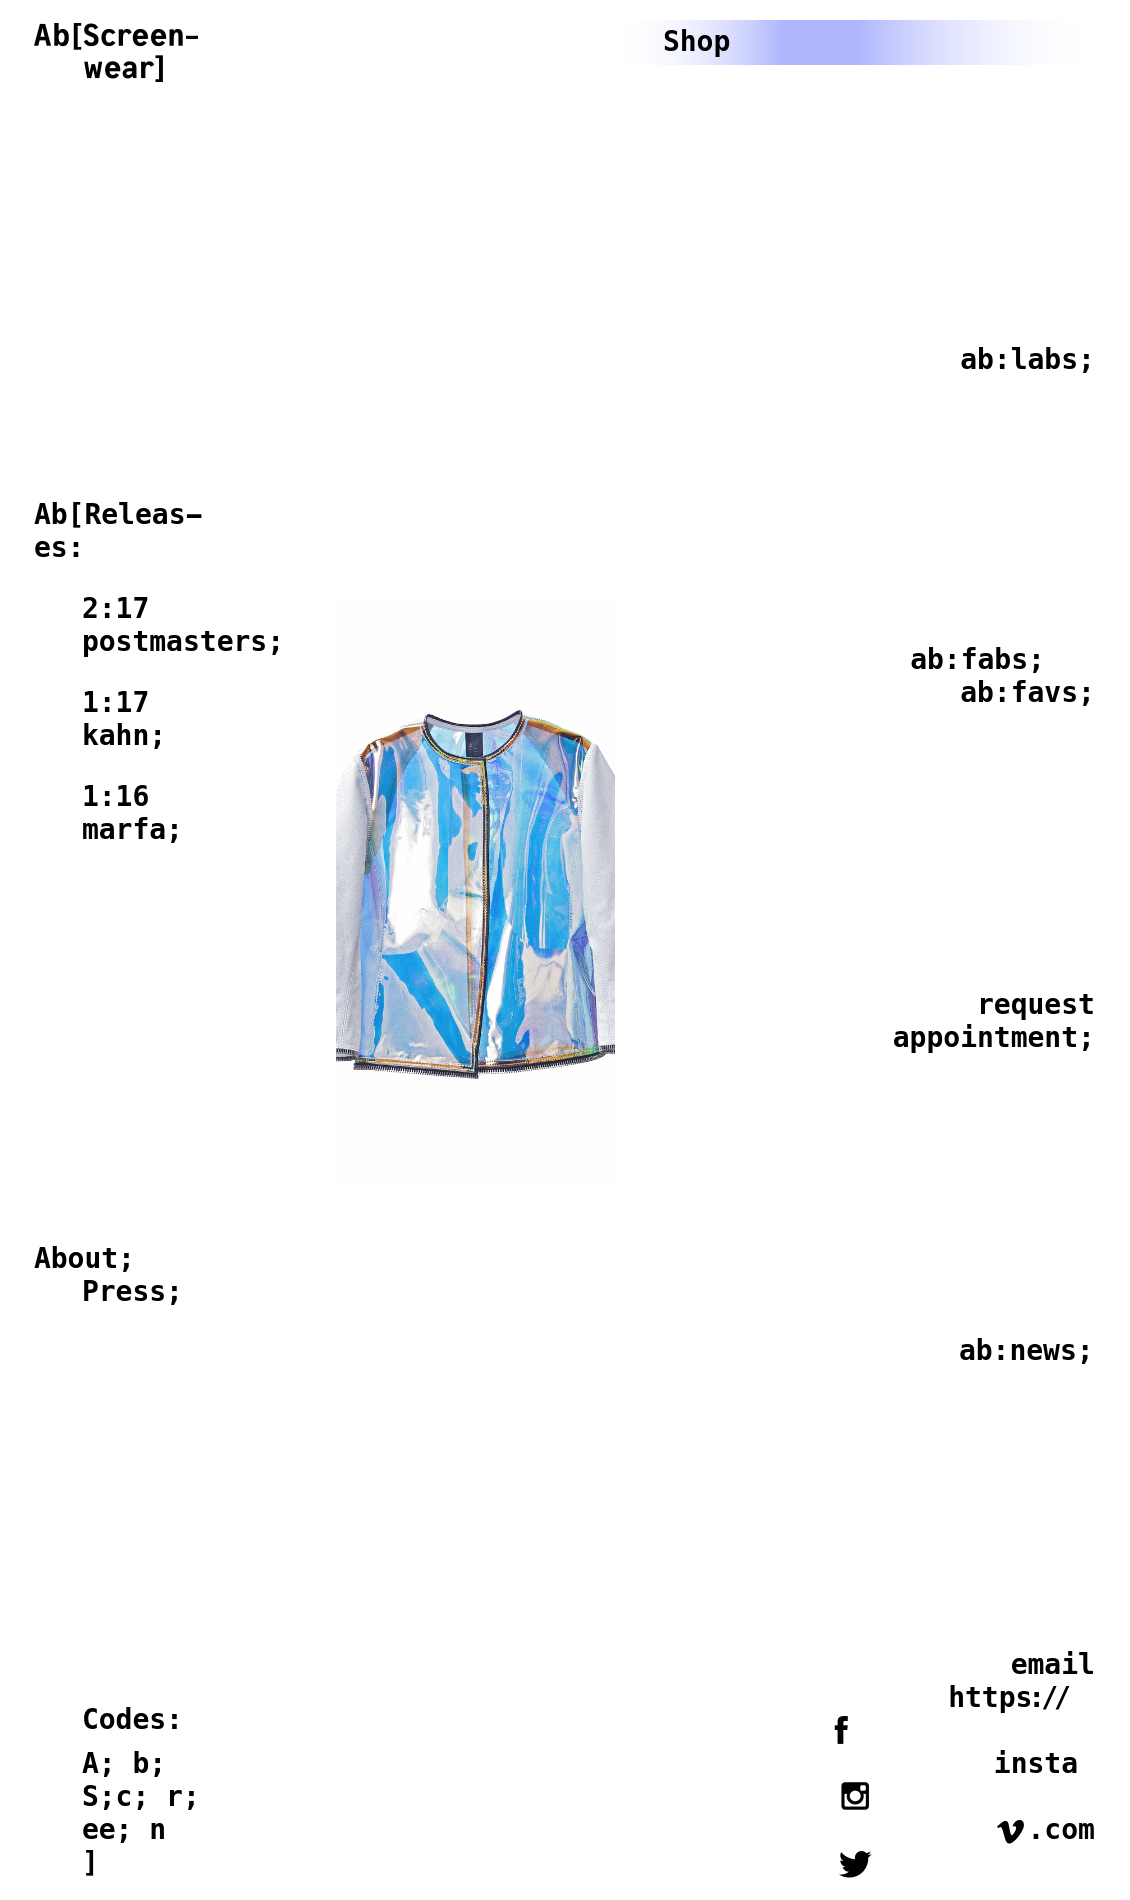 Ab[Screen–
wear]
Shop
ab:labs;
Ab[Releas–
es:
2:17
postmasters;
1:17
kahn;
1:16
marfa;
ab:fabs;
ab:favs;
request
appointment;
About;
Press;
ab:news;
email
https://
insta
.com
Codes:
A; b;
S;c; r;
ee; n
]